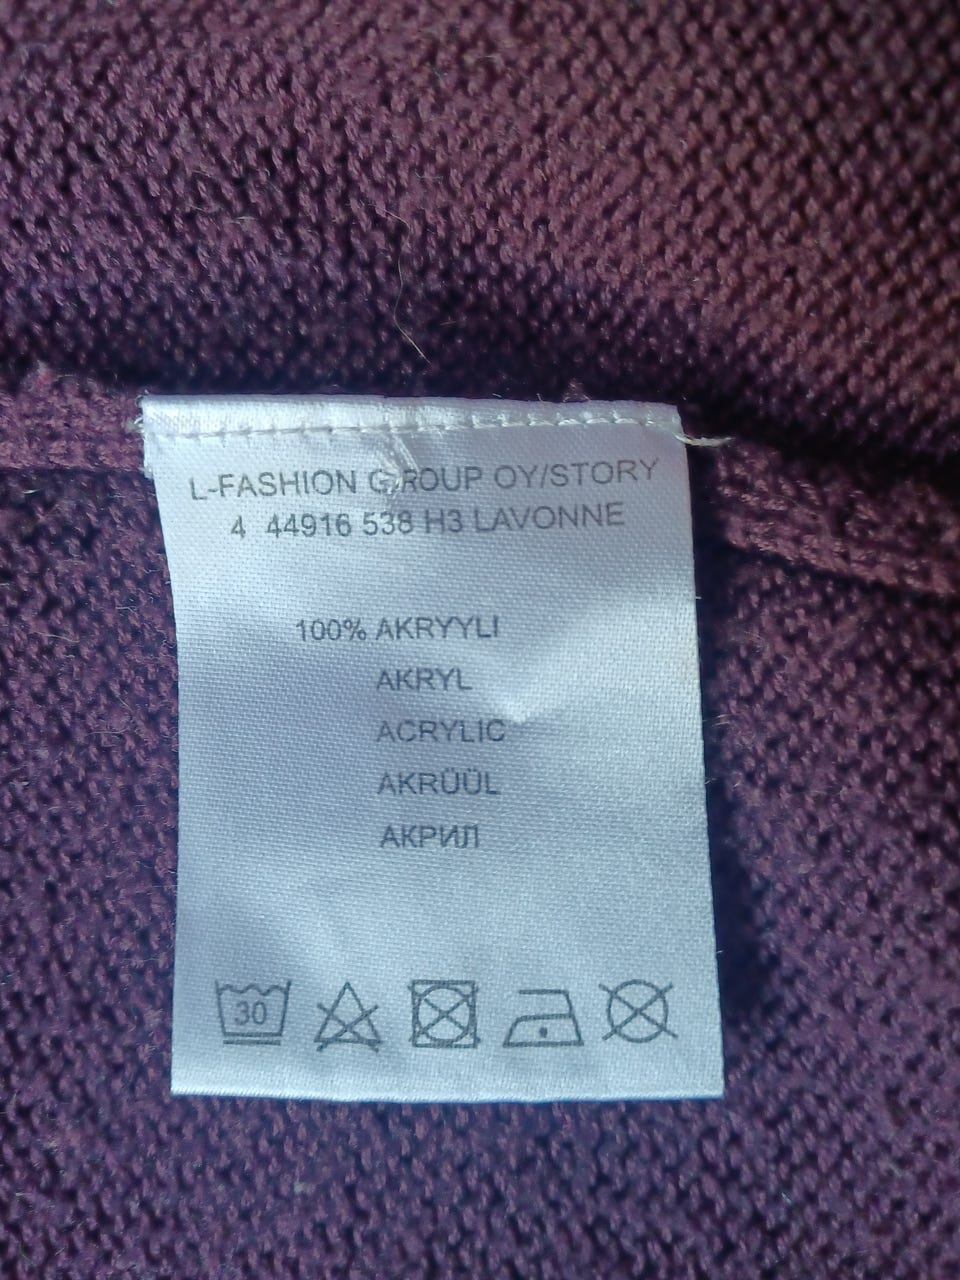 L-FASHION GROUP OY/STORY
4 44916 538 H3 LAVONNE
100% AKRYYLI
AKRYL
ACRYLIC
AKRÜÜL
АКРИЛ
30